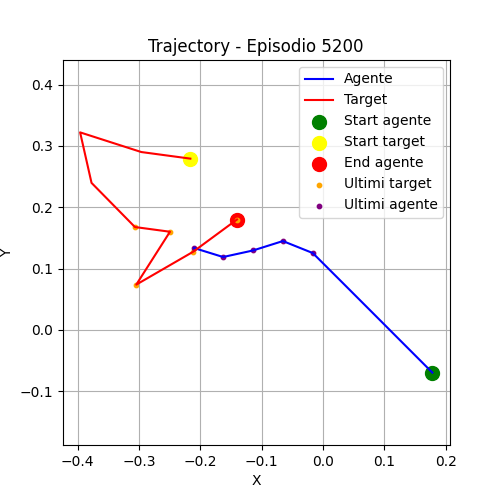 Trajectory - Episodio 5200
Agente
Target
Start agente
Start target
End agente
Ultimi target
Ultimi agente
Y
0.4
0.3
0.2
0.1
0.0
−0.1
−0.4
−0.3
−0.2
−0.1
0.0
0.1
0.2
X